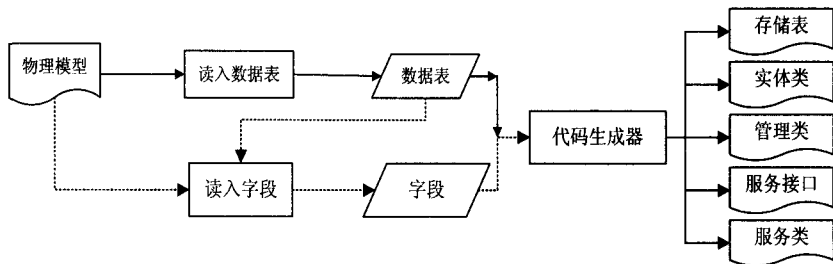 物理模型
读入数据表
数据表
读入字段
字段
代码生成器
存储表
实体类
管理类
服务接口
服务类